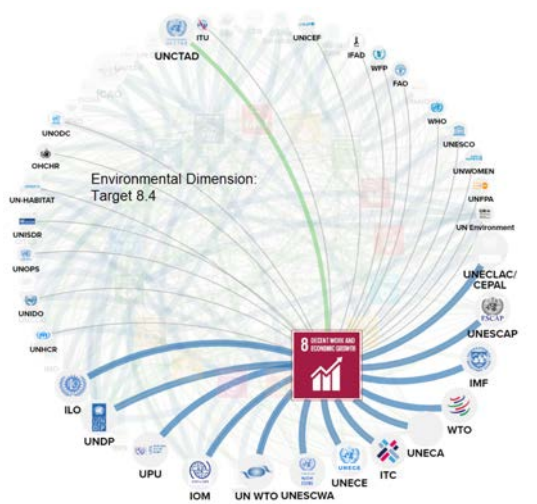 ITU
UNICEF
UNCTAD
IFAD
WFP
FAO
WHO
UNESCO
UNWOMEN
UNFPA
UN Environment
UNODC
OHCHR
UN-HABITAT
UNISDR
UNOPS
UNIDO
UNHCR
Environmental Dimension:
Target 8.4
UNECLAC/
CEPAL
ESCAP
UNESCAP
IMF
WTO
UNECA
ITC
UNECE
UNECE
UNESCWA
UN WTO
IOM
UPU
UNDP
ILO
8 DECENT WORK AND
ECONOMIC GROWTH